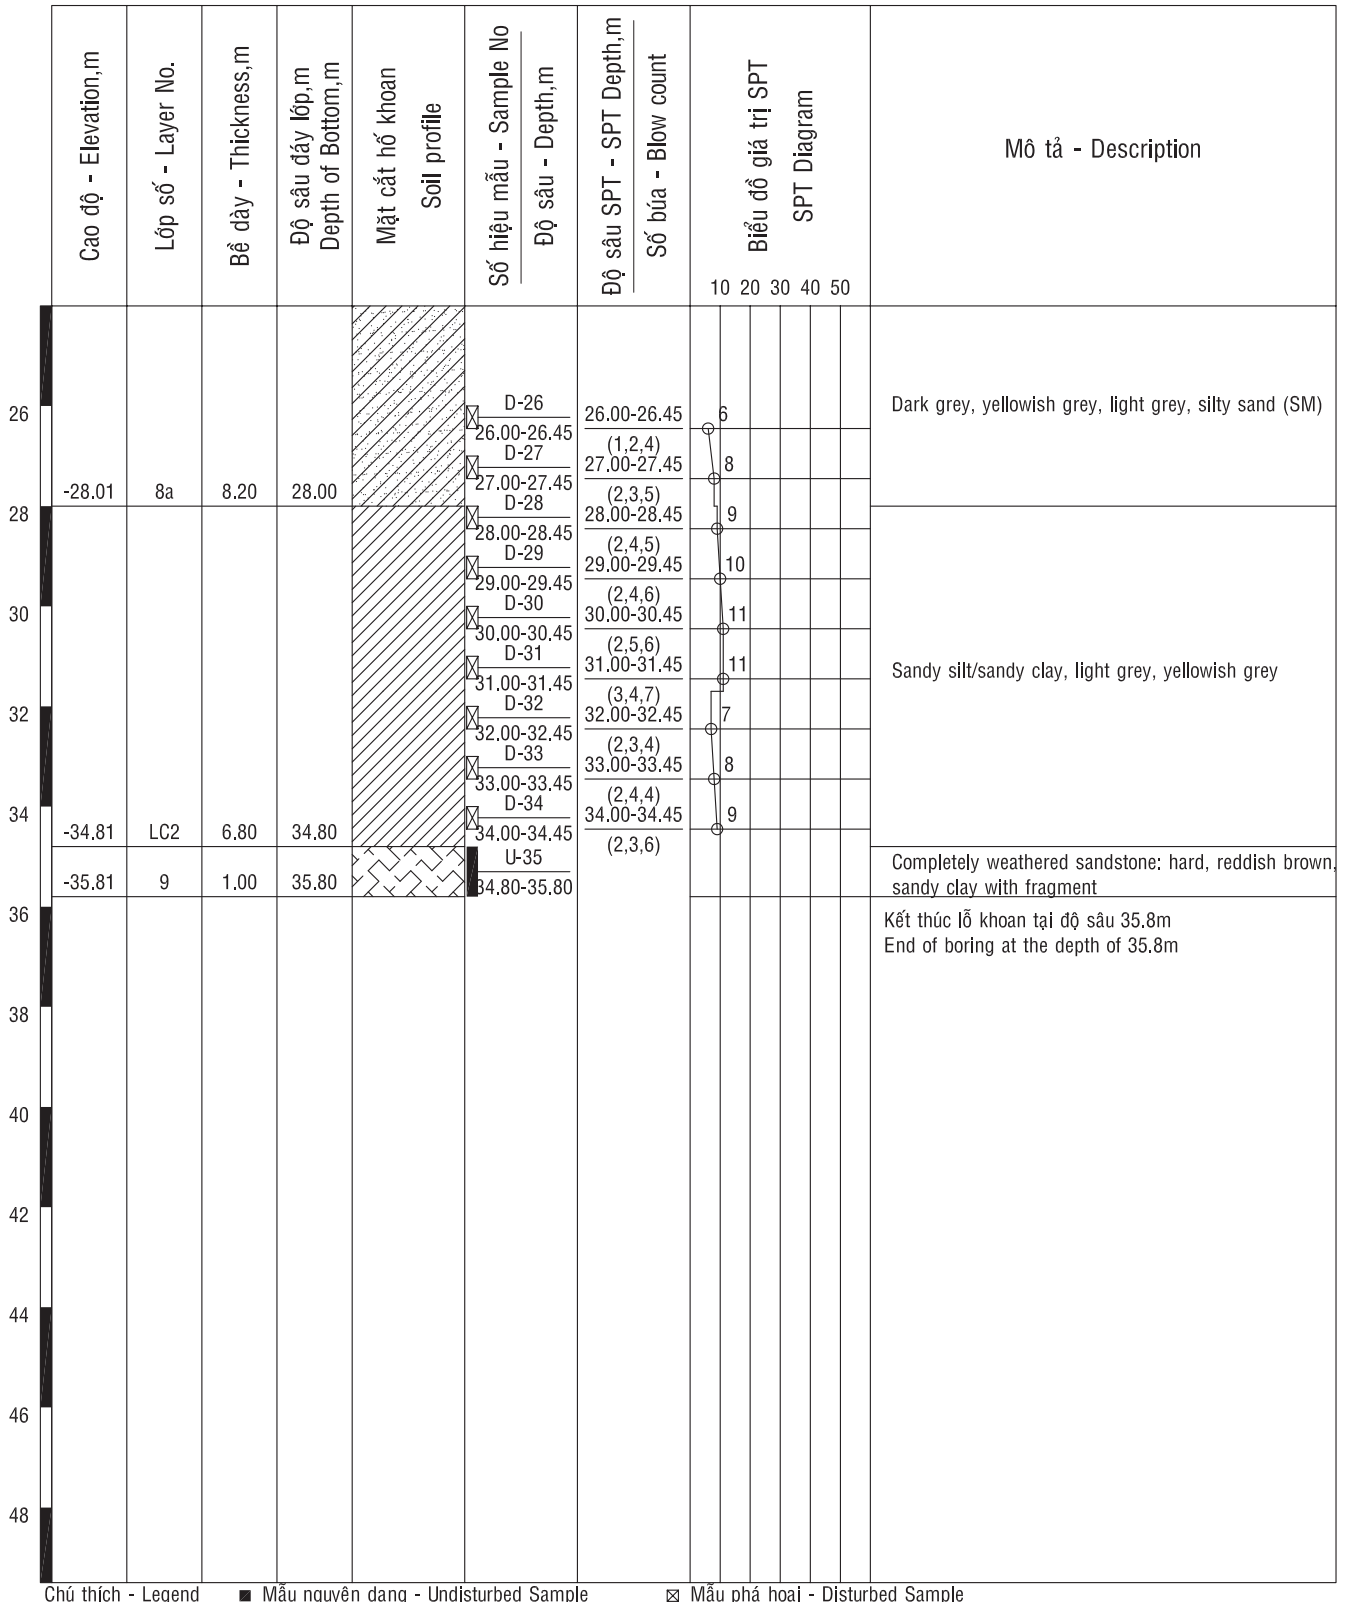 Cao độ - Elevation,m
Lớp số - Layer No.
Bề dày - Thickness,m
Độ sâu đáy lớp,m
Depth of Bottom,m
Mặt cắt hố khoan
Soil profile
Số hiệu mẫu - Sample No
Độ sâu - Depth,m
Độ sâu SPT - SPT Depth,m
Số búa - Blow count
Biểu đồ giá trị SPT
SPT Diagram
10 20 30 40 50
Mô tả - Description
26
28
30
32
34
36
38
40
42
44
46
48
-28.01 8a 8.20 28.00
-34.81 LC2 6.80 34.80
-35.81 9 1.00 35.80
D-26
26.00-26.45
D-27
27.00-27.45
D-28
28.00-28.45
D-29
29.00-29.45
D-30
30.00-30.45
D-31
31.00-31.45
D-32
32.00-32.45
D-33
33.00-33.45
D-34
34.00-34.45
U-35
34.80-35.80
26.00-26.45
(1,2,4)
27.00-27.45
(2,3,5)
28.00-28.45
(2,4,5)
29.00-29.45
(2,4,6)
30.00-30.45
(2,5,6)
31.00-31.45
(3,4,7)
32.00-32.45
(2,3,4)
33.00-33.45
(2,4,4)
34.00-34.45
(2,3,6)
6
8
9
10
11
11
7
8
9
Dark grey, yellowish grey, light grey, silty sand (SM)
Sandy silt/sandy clay, light grey, yellowish grey
Completely weathered sandstone: hard, reddish brown,
sandy clay with fragment
Kết thúc lỗ khoan tại độ sâu 35.8m
End of boring at the depth of 35.8m
Chú thích - Legend Mẫu nguyên dạng - Undisturbed Sample Mẫu phá hoại - Disturbed Sample